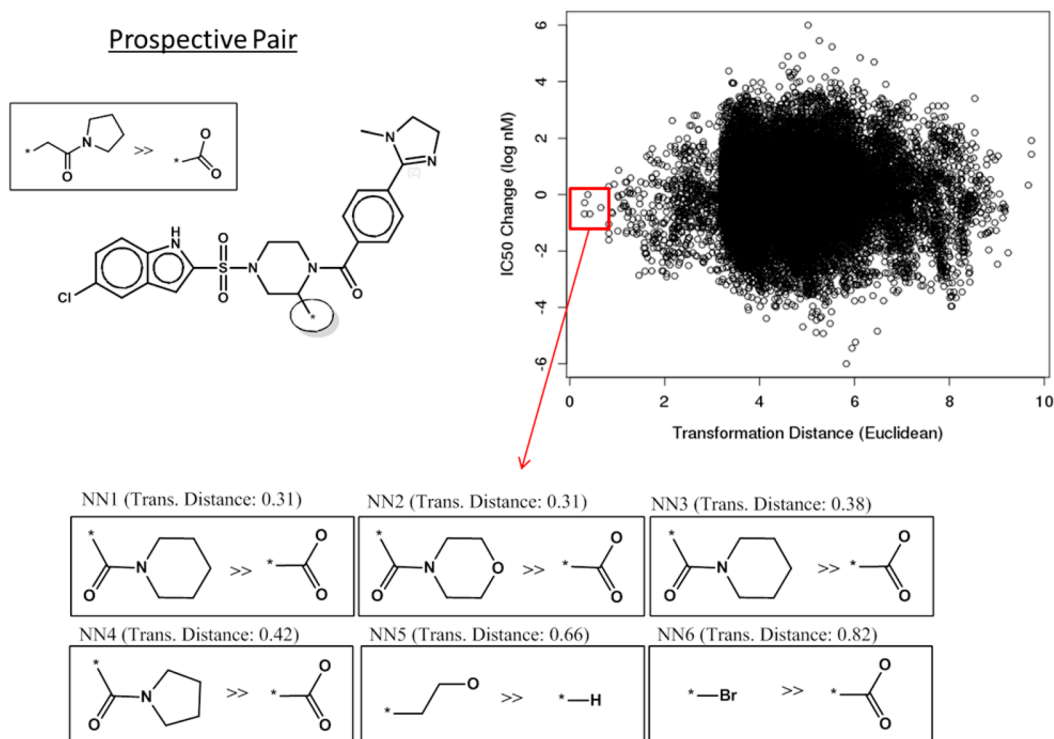 Prospective Pair
* N O >> * O O
N N
(Z)
H
N
O
S
O
N
N
O
Cl
*
IC50 Change (log nM)
6
4
2
0
-2
-4
-6
0 2 4 6 8 10
Transformation Distance (Euclidean)
NN1 (Trans. Distance: 0.31) NN2 (Trans. Distance: 0.31) NN3 (Trans. Distance: 0.38)
* O N >> * O O
* O N O >> * O O
* O N >> * O O
NN4 (Trans. Distance: 0.42) NN5 (Trans. Distance: 0.66) NN6 (Trans. Distance: 0.82)
* O N >> * O O
* O >> * H
* Br >> * O O